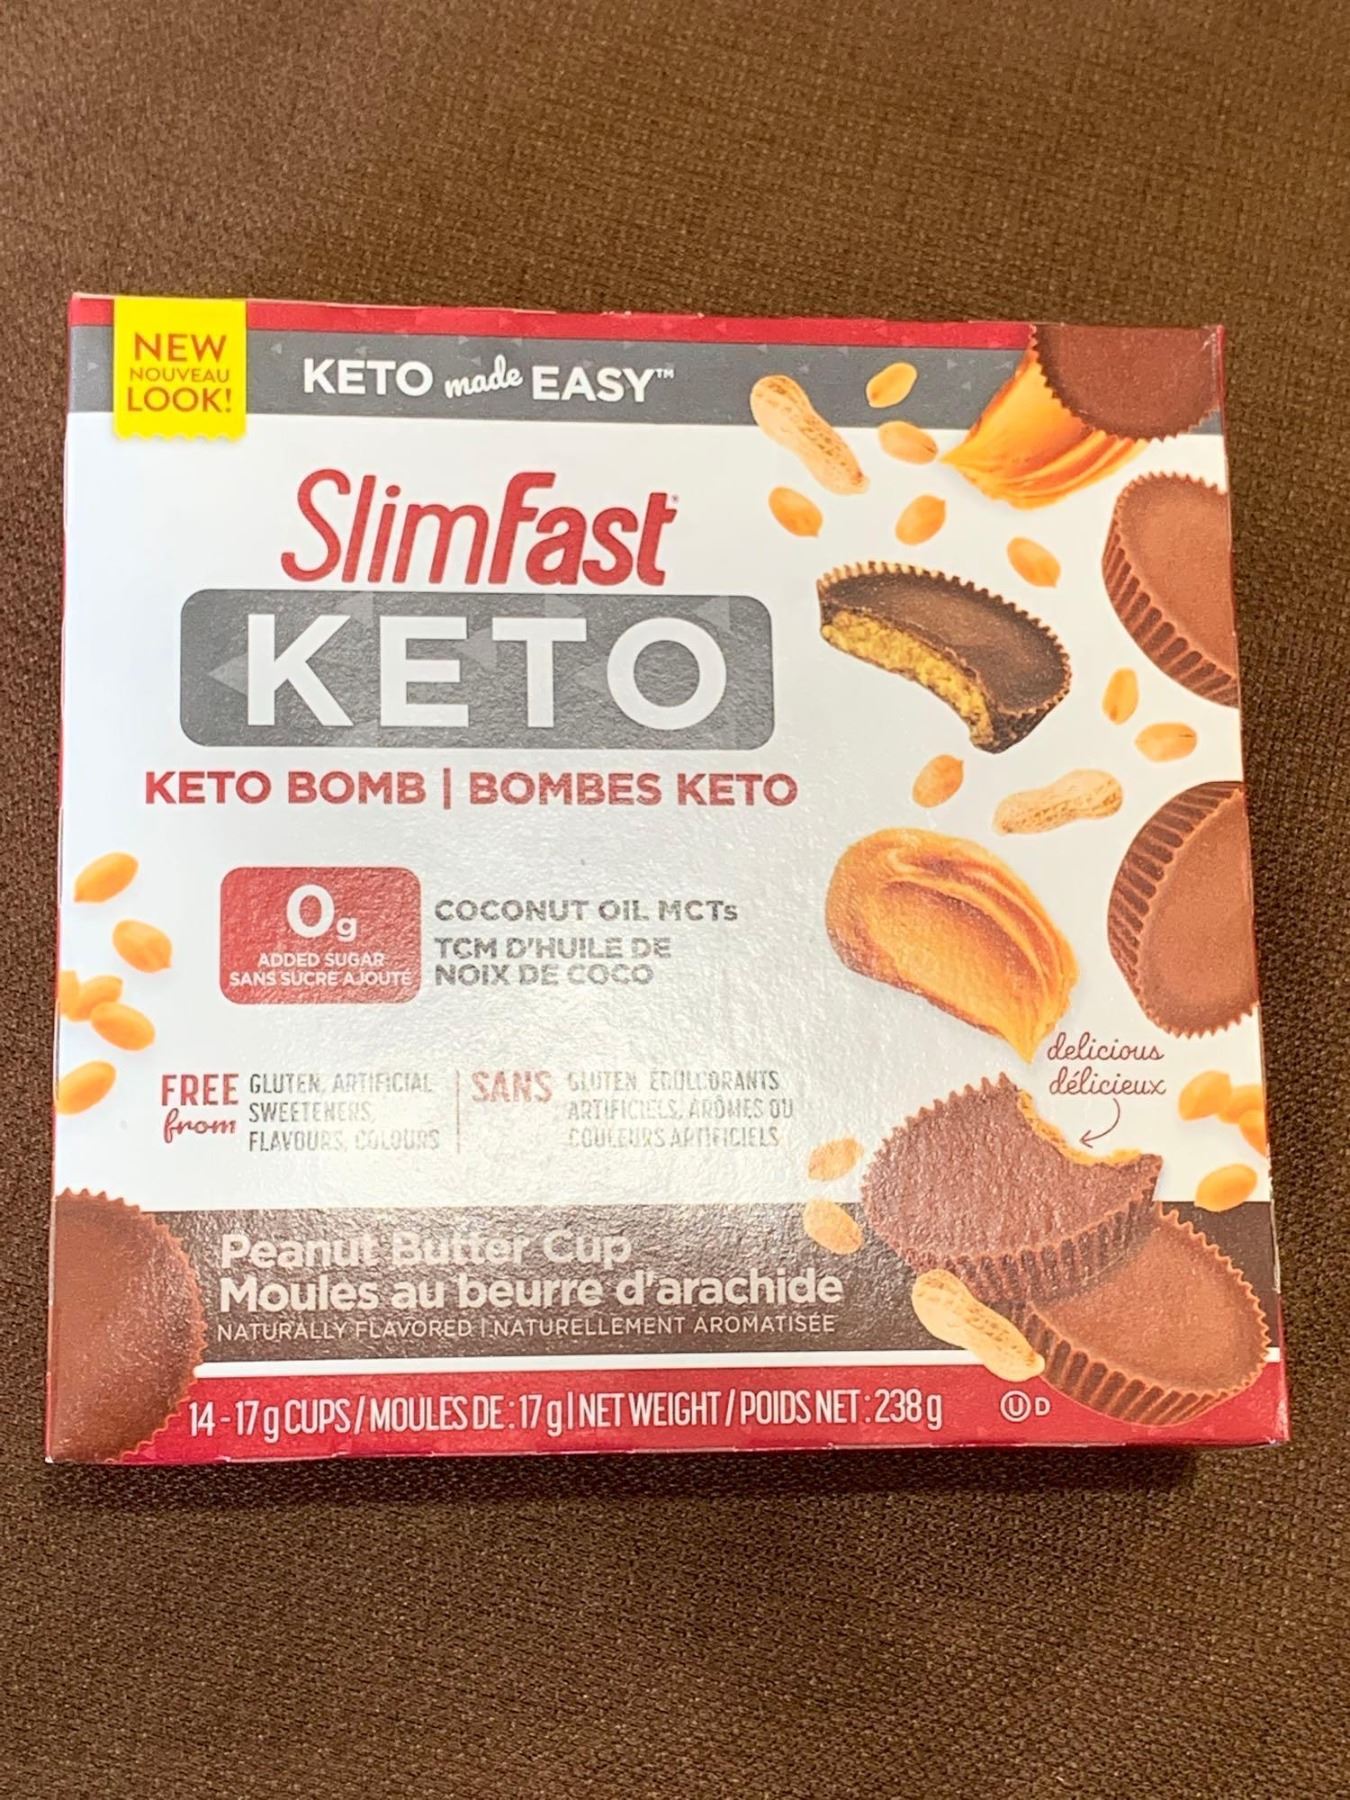 NEW
NOUVEAU
LOOK!
KETO made EASY™
SlimFast®
KETO
KETO BOMB | BOMBES KETO
0g
ADDED SUGAR
SANS SUCRE AJOUTÉ
COCONUT OIL MCTs
TCM D'HUILE DE
NOIX DE COCO
FREE from
GLUTEN, ARTIFICIAL
SWEETENERS,
FLAVOURS, COLOURS
SANS
GLUTEN, ÉDULCORANTS
ARTIFICIELS, ARÔMES OU
COULEURS ARTIFICIELS
delicious
délicieux
Peanut Butter Cup
Moules au beurre d'arachide
NATURALLY FLAVORED | NATURELLEMENT AROMATISÉE
14-17 g CUPS / MOULES DE : 17 g | NET WEIGHT / POIDS NET : 238 g
Ⓤ D